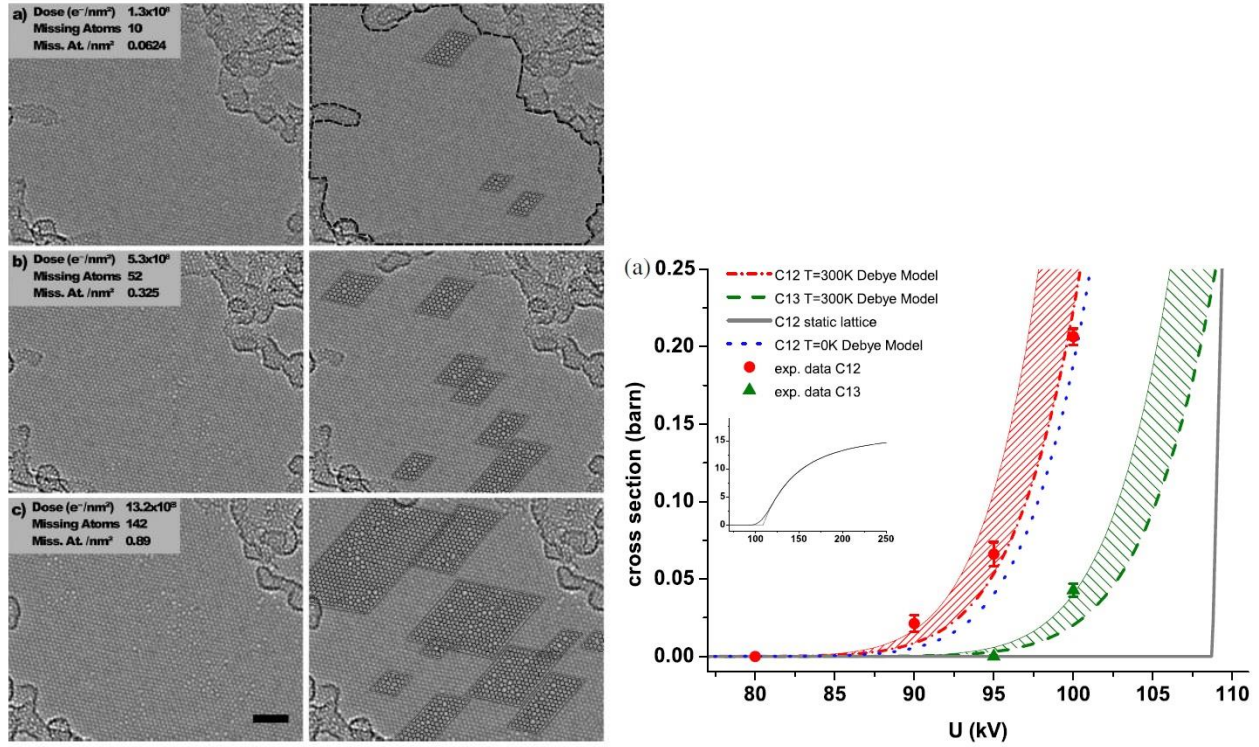 a) Dose (e⁻/nm²) 1.3x10⁸
Missing Atoms 10
Miss. At. /nm² 0.0624
b) Dose (e⁻/nm²) 5.3x10⁸
Missing Atoms 52
Miss. At. /nm² 0.325
c) Dose (e⁻/nm²) 13.2x10⁸
Missing Atoms 142
Miss. At. /nm² 0.89
(a)
C12 T=300K Debye Model
C13 T=300K Debye Model
C12 static lattice
C12 T=0K Debye Model
exp. data C12
exp. data C13
cross section (barn)
0.25
0.20
0.15
0.10
0.05
0.00
15
10
5
0
100 150 200 250
80 85 90 95 100 105 110
U (kV)